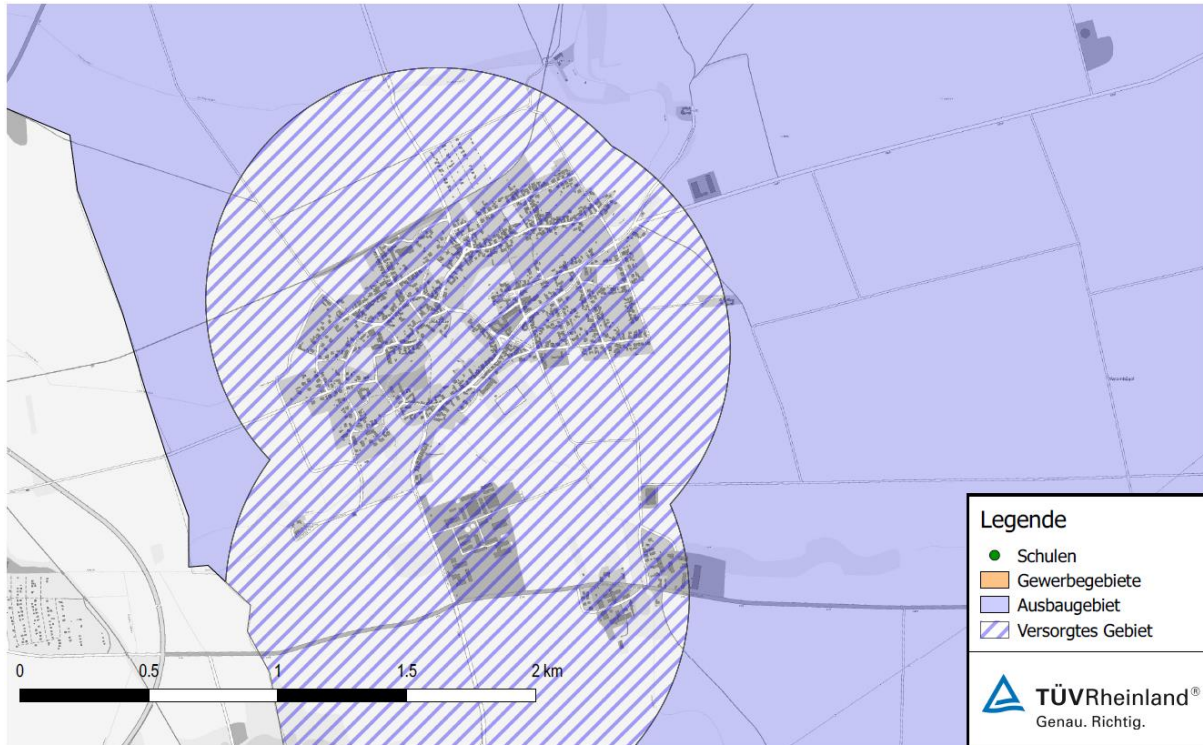 Legende
Schulen
Gewerbegebiete
Ausbaugebiet
Versorgtes Gebiet
0 0.5 1 1.5 2 km
TÜVRheinland®
Genau. Richtig.